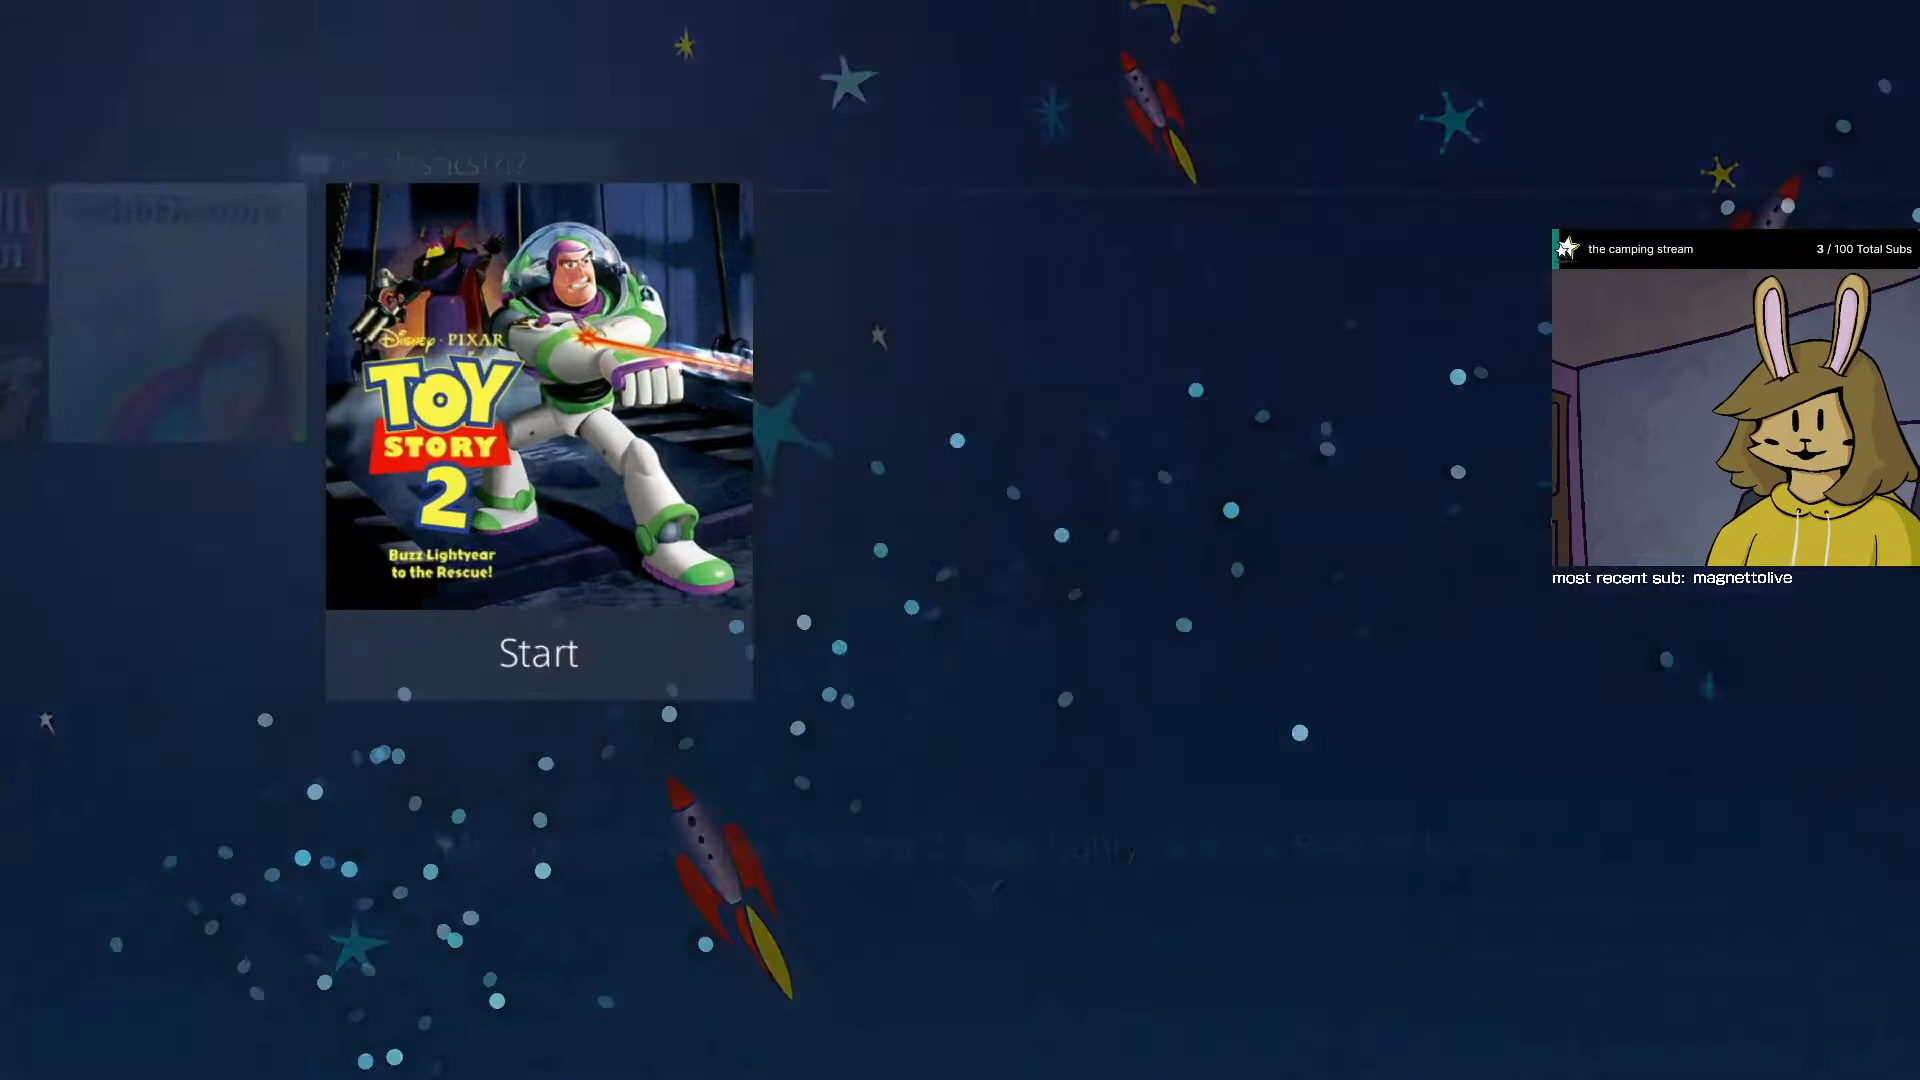 the camping stream
3 / 100 Total Subs
Disney · PIXAR
TOY
STORY
2
Buzz Lightyear
to the Rescue!
Start
most recent sub: magnettolive